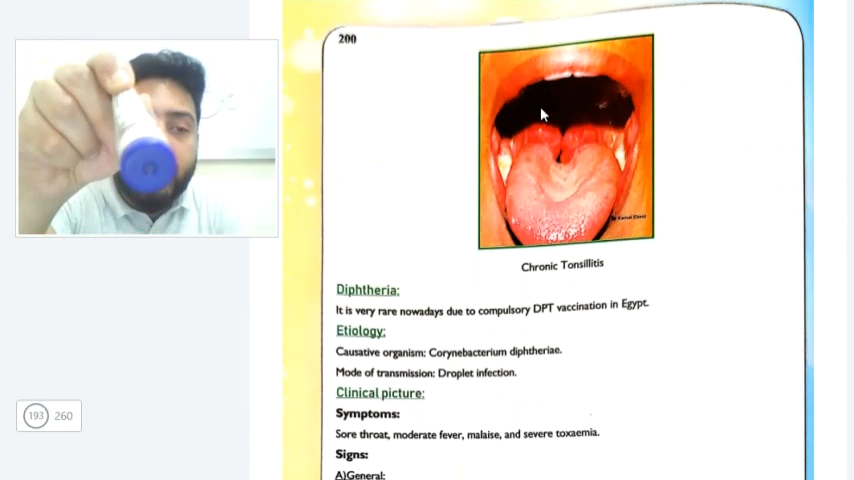 200
Chronic Tonsillitis
Diphtheria:
It is very rare nowadays due to compulsory DPT vaccination in Egypt.
Etiology:
Causative organism: Corynebacterium diphtheriae.
Mode of transmission: Droplet infection.
Clinical picture:
Symptoms:
Sore throat, moderate fever, malaise, and severe toxaemia.
Signs:
A)General:
193 260